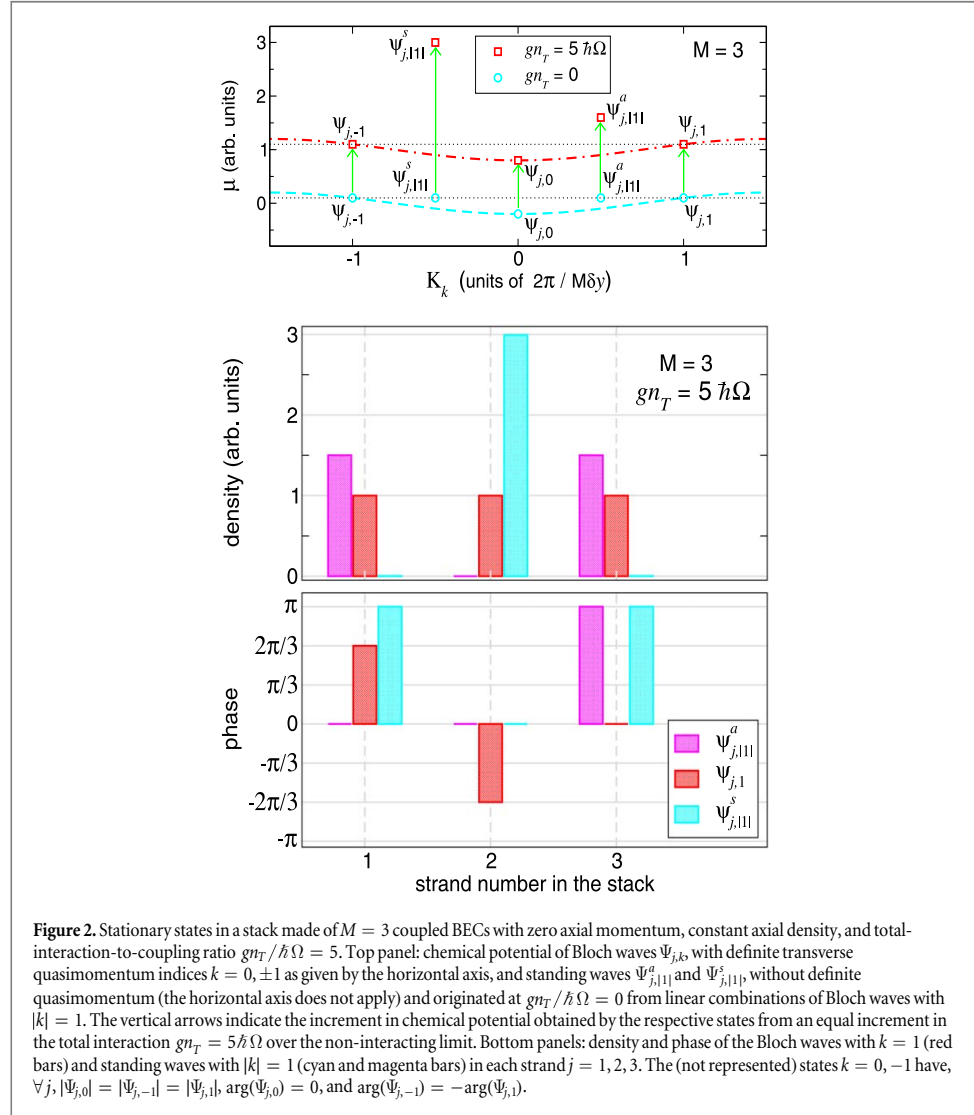 3
2
1
0
μ (arb. units)
Ψ^s_{j,|1|}
gn_T = 5 ℏΩ
gn_T = 0
M = 3
Ψ_{j,-1}
Ψ^a_{j,|1|}
Ψ_{j,1}
Ψ^s_{j,|1|}
Ψ_{j,0}
Ψ^a_{j,|1|}
Ψ_{j,-1}
Ψ_{j,0}
Ψ_{j,1}
-1 0 1
K_k (units of 2π / Mδy)
3
2
1
0
density (arb. units)
M = 3
gn_T = 5 ℏΩ
π
2π/3
π/3
0
-π/3
-2π/3
-π
phase
Ψ^a_{j,|1|}
Ψ_{j,1}
Ψ^s_{j,|1|}
1 2 3
strand number in the stack
Figure 2. Stationary states in a stack made of M = 3 coupled BECs with zero axial momentum, constant axial density, and total-
interaction-to-coupling ratio gn_T/ℏΩ = 5. Top panel: chemical potential of Bloch waves Ψ_{j,k}, with definite transverse
quasimomentum indices k = 0, ±1 as given by the horizontal axis, and standing waves Ψ^a_{j,|1|} and Ψ^s_{j,|1|}, without definite
quasimomentum (the horizontal axis does not apply) and originated at gn_T/ℏΩ = 0 from linear combinations of Bloch waves with
|k| = 1. The vertical arrows indicate the increment in chemical potential obtained by the respective states from an equal increment in
the total interaction gn_T = 5ℏΩ over the non-interacting limit. Bottom panels: density and phase of the Bloch waves with k = 1 (red
bars) and standing waves with |k| = 1 (cyan and magenta bars) in each strand j = 1, 2, 3. The (not represented) states k = 0, −1 have,
∀ j, |Ψ_{j,0}| = |Ψ_{j,−1}| = |Ψ_{j,1}|, arg(Ψ_{j,0}) = 0, and arg(Ψ_{j,−1}) = −arg(Ψ_{j,1}).